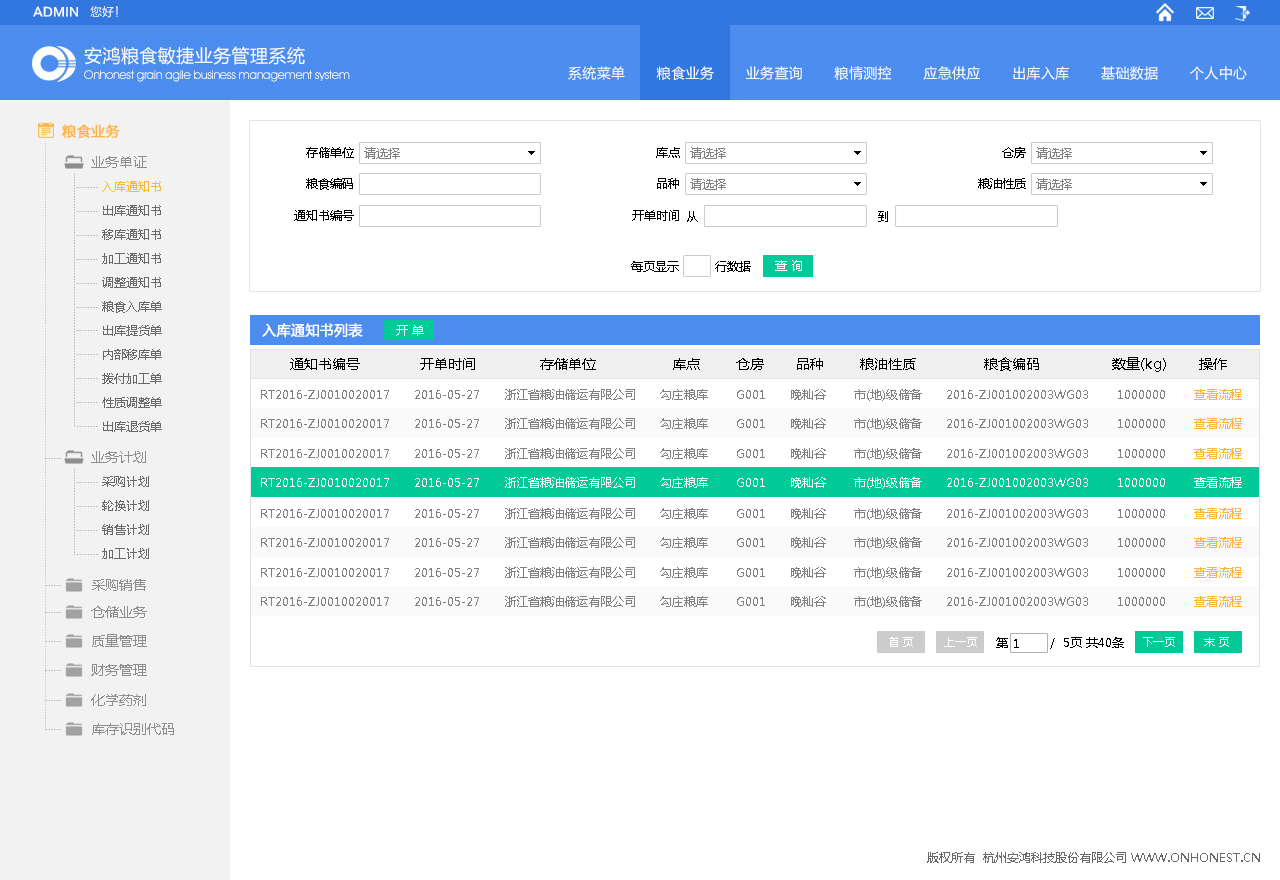 ADMIN 您好！
安鸿粮食敏捷业务管理系统
Onhonest grain agile business management system
系统菜单 粮食业务 业务查询 粮情测控 应急供应 出库入库 基础数据 个人中心
粮食业务
业务单证
入库通知书
出库通知书
移库通知书
加工通知书
调整通知书
粮食入库单
出库提货单
内部移库单
拨付加工单
性质调整单
出库退货单
业务计划
采购计划
轮换计划
销售计划
加工计划
采购销售
仓储业务
质量管理
财务管理
化学药剂
库存识别代码
存储单位 请选择 库点 请选择 仓房 请选择
粮食编码 品种 请选择 粮油性质 请选择
通知书编号 开单时间 从 到
每页显示 行数据 查 询
入库通知书列表 开 单
通知书编号 开单时间 存储单位 库点 仓房 品种 粮油性质 粮食编码 数量(kg) 操作
RT2016-ZJ0010020017 2016-05-27 浙江省粮油储运有限公司 勾庄粮库 G001 晚籼谷 市(地)级储备 2016-ZJ001002003WG03 1000000 查看流程
RT2016-ZJ0010020017 2016-05-27 浙江省粮油储运有限公司 勾庄粮库 G001 晚籼谷 市(地)级储备 2016-ZJ001002003WG03 1000000 查看流程
RT2016-ZJ0010020017 2016-05-27 浙江省粮油储运有限公司 勾庄粮库 G001 晚籼谷 市(地)级储备 2016-ZJ001002003WG03 1000000 查看流程
RT2016-ZJ0010020017 2016-05-27 浙江省粮油储运有限公司 勾庄粮库 G001 晚籼谷 市(地)级储备 2016-ZJ001002003WG03 1000000 查看流程
RT2016-ZJ0010020017 2016-05-27 浙江省粮油储运有限公司 勾庄粮库 G001 晚籼谷 市(地)级储备 2016-ZJ001002003WG03 1000000 查看流程
RT2016-ZJ0010020017 2016-05-27 浙江省粮油储运有限公司 勾庄粮库 G001 晚籼谷 市(地)级储备 2016-ZJ001002003WG03 1000000 查看流程
RT2016-ZJ0010020017 2016-05-27 浙江省粮油储运有限公司 勾庄粮库 G001 晚籼谷 市(地)级储备 2016-ZJ001002003WG03 1000000 查看流程
RT2016-ZJ0010020017 2016-05-27 浙江省粮油储运有限公司 勾庄粮库 G001 晚籼谷 市(地)级储备 2016-ZJ001002003WG03 1000000 查看流程
首 页 上一页 第 1 / 5页 共40条 下一页 末 页
版权所有 杭州安鸿科技股份有限公司 WWW.ONHONEST.CN